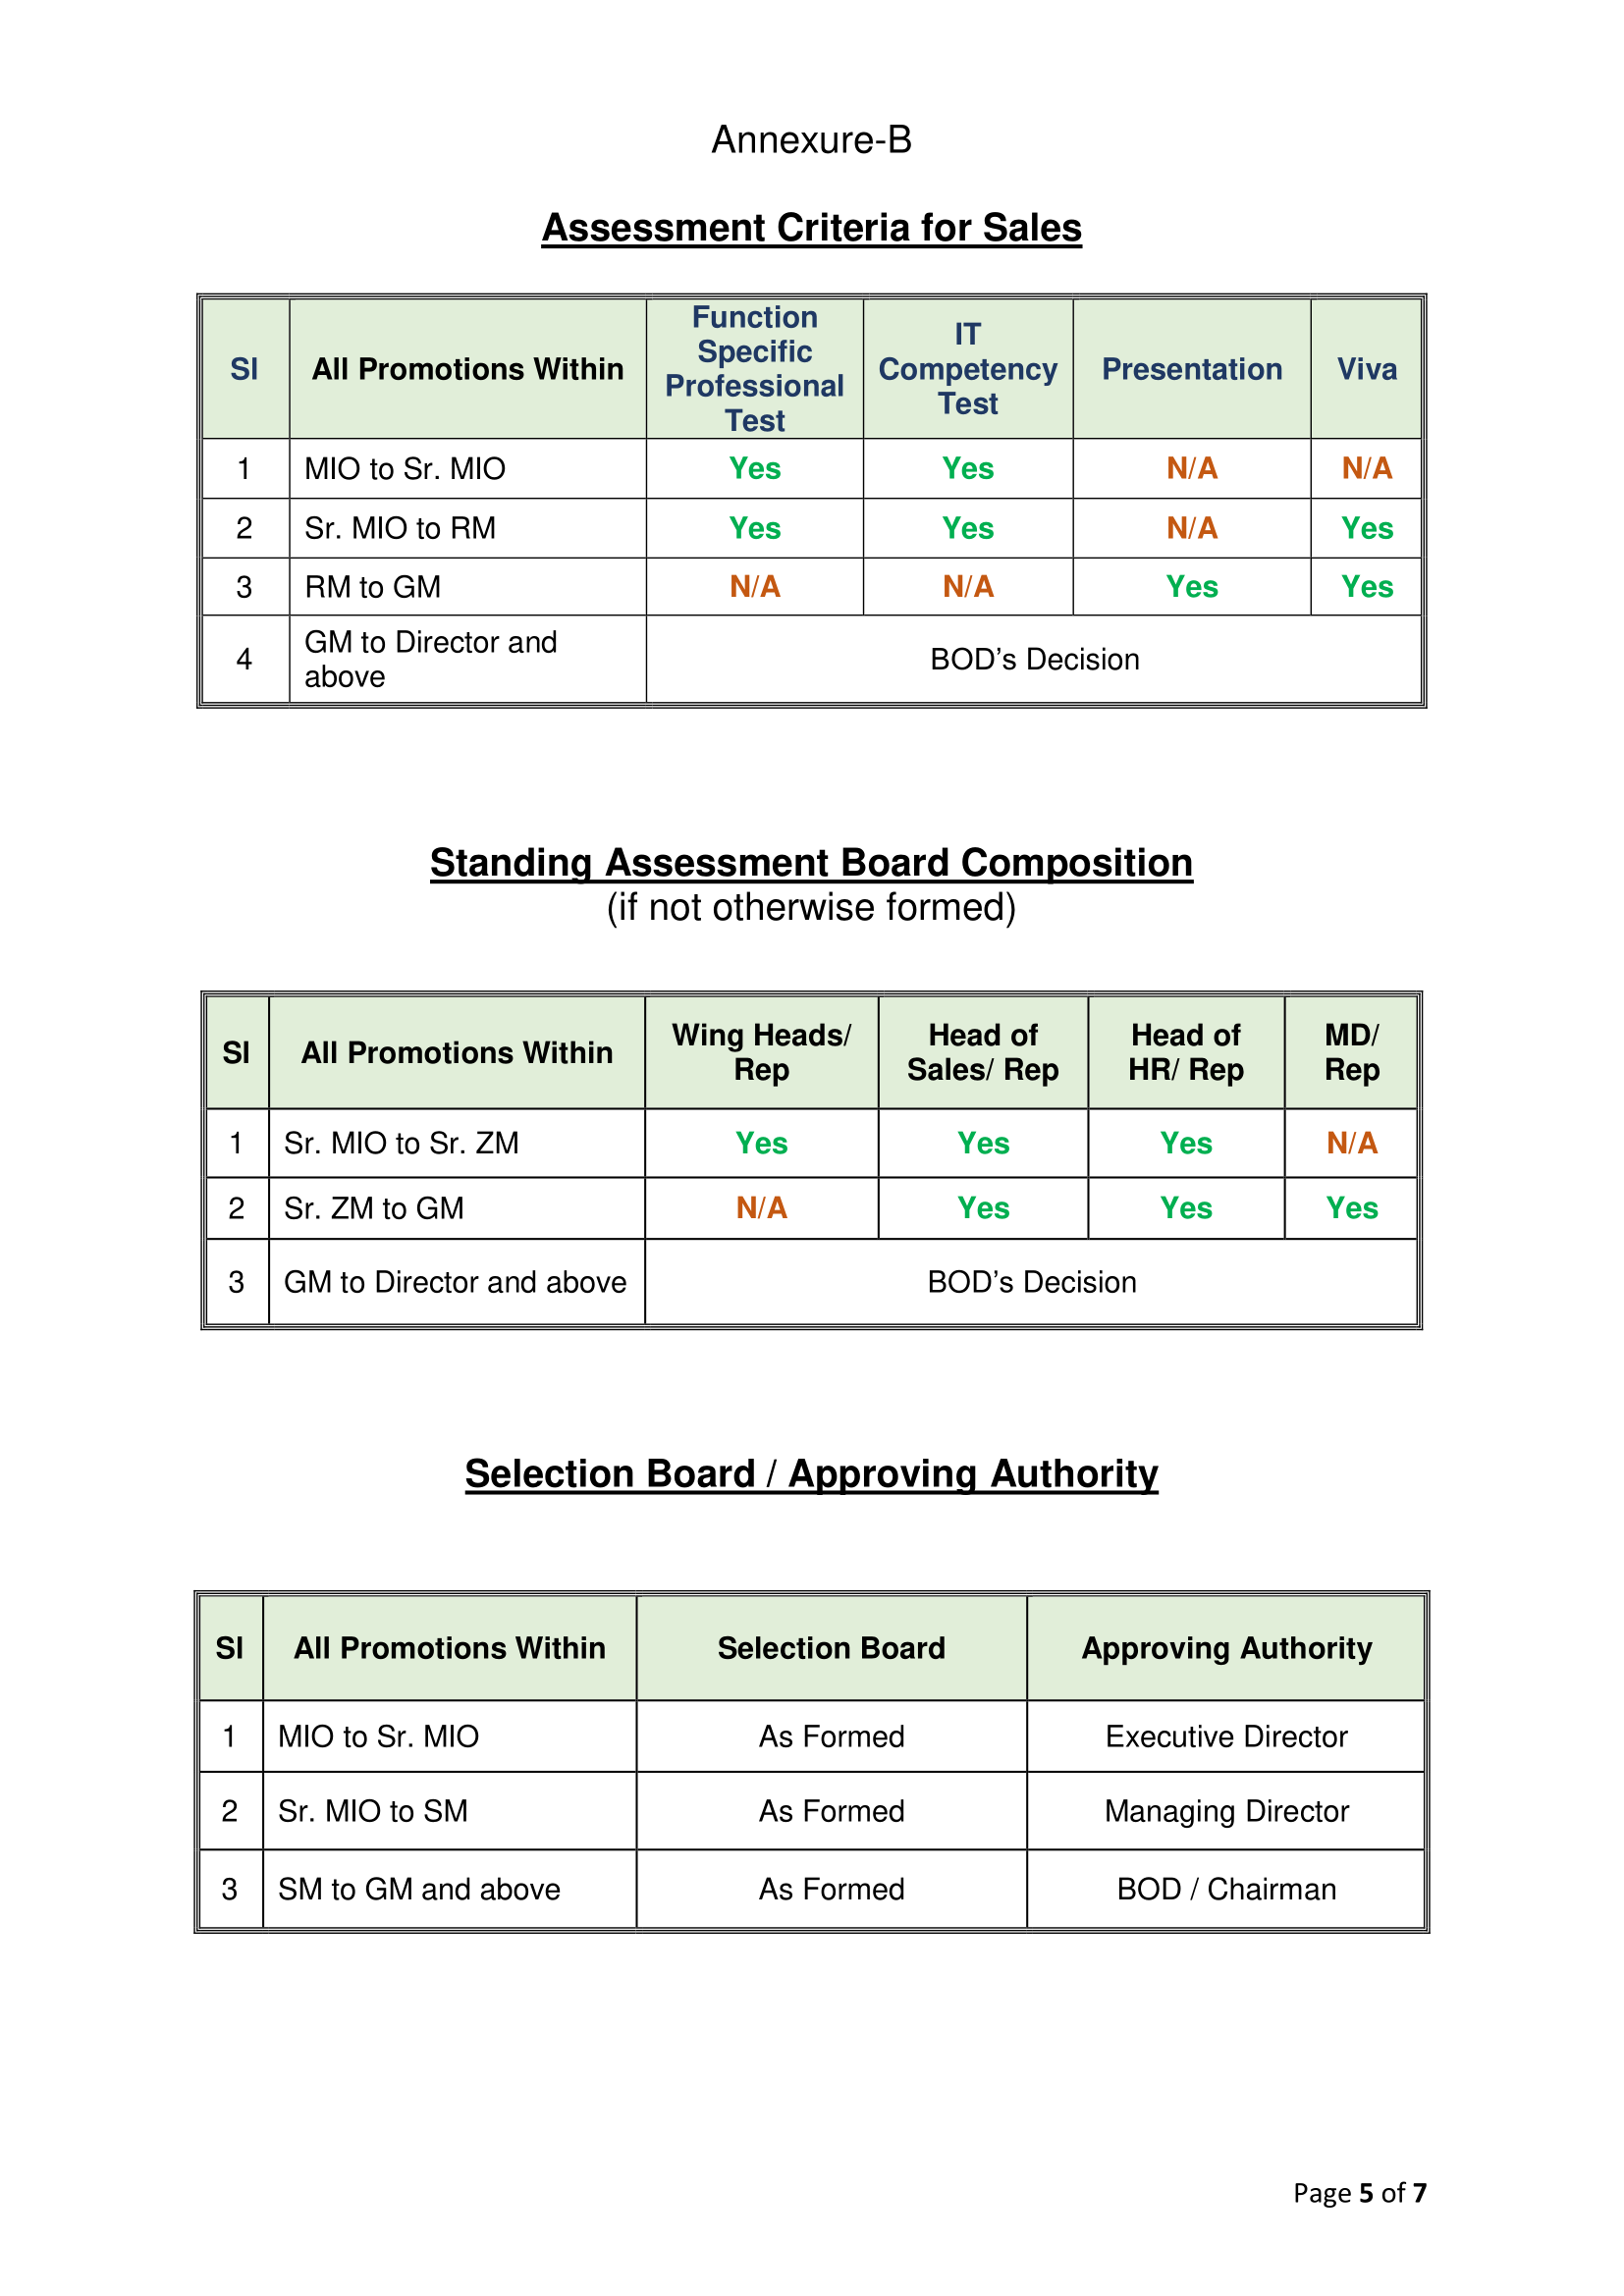 Annexure-B
Assessment Criteria for Sales
Sl All Promotions Within Function Specific Professional Test IT Competency Test Presentation Viva
1 MIO to Sr. MIO Yes Yes N/A N/A
2 Sr. MIO to RM Yes Yes N/A Yes
3 RM to GM N/A N/A Yes Yes
4 GM to Director and above BOD’s Decision
Standing Assessment Board Composition
(if not otherwise formed)
Sl All Promotions Within Wing Heads/ Rep Head of Sales/ Rep Head of HR/ Rep MD/ Rep
1 Sr. MIO to Sr. ZM Yes Yes Yes N/A
2 Sr. ZM to GM N/A Yes Yes Yes
3 GM to Director and above BOD’s Decision
Selection Board / Approving Authority
Sl All Promotions Within Selection Board Approving Authority
1 MIO to Sr. MIO As Formed Executive Director
2 Sr. MIO to SM As Formed Managing Director
3 SM to GM and above As Formed BOD / Chairman
Page 5 of 7